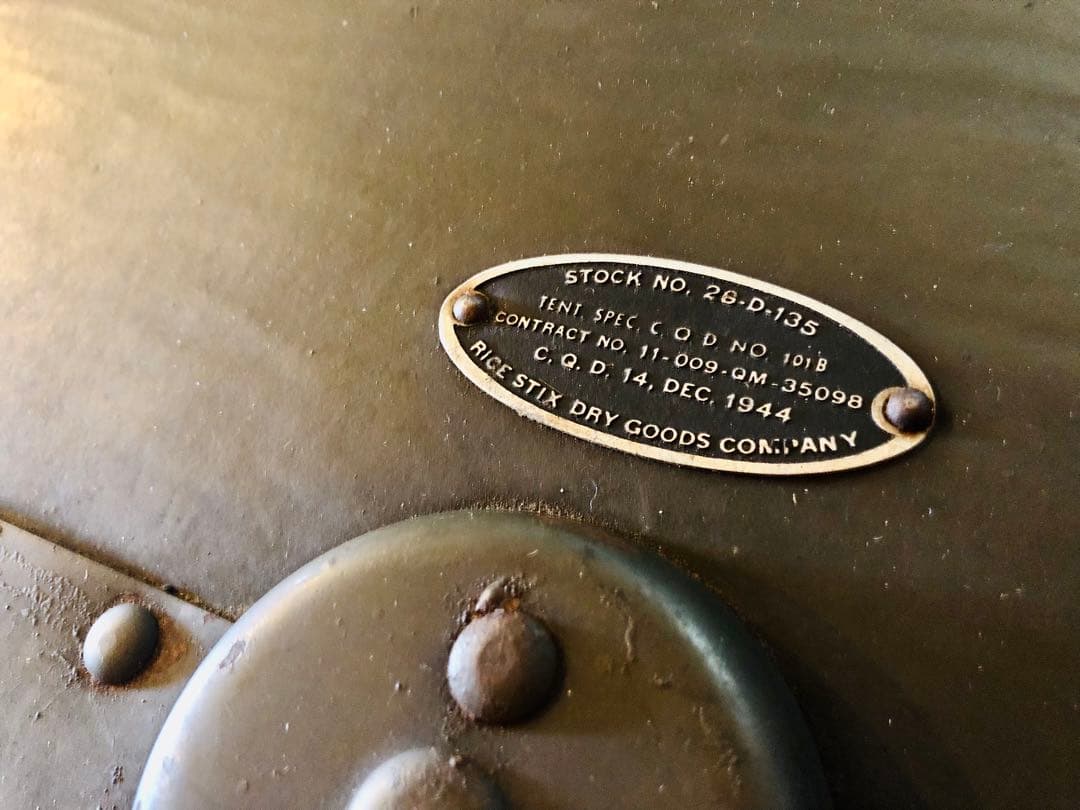 STOCK NO. 26-D-135
TENT. SPEC. C. Q. D. NO. 101B
CONTRACT NO. 11-009-QM-35098
C. Q. D. 14, DEC. 1944
RICE STIX DRY GOODS COMPANY